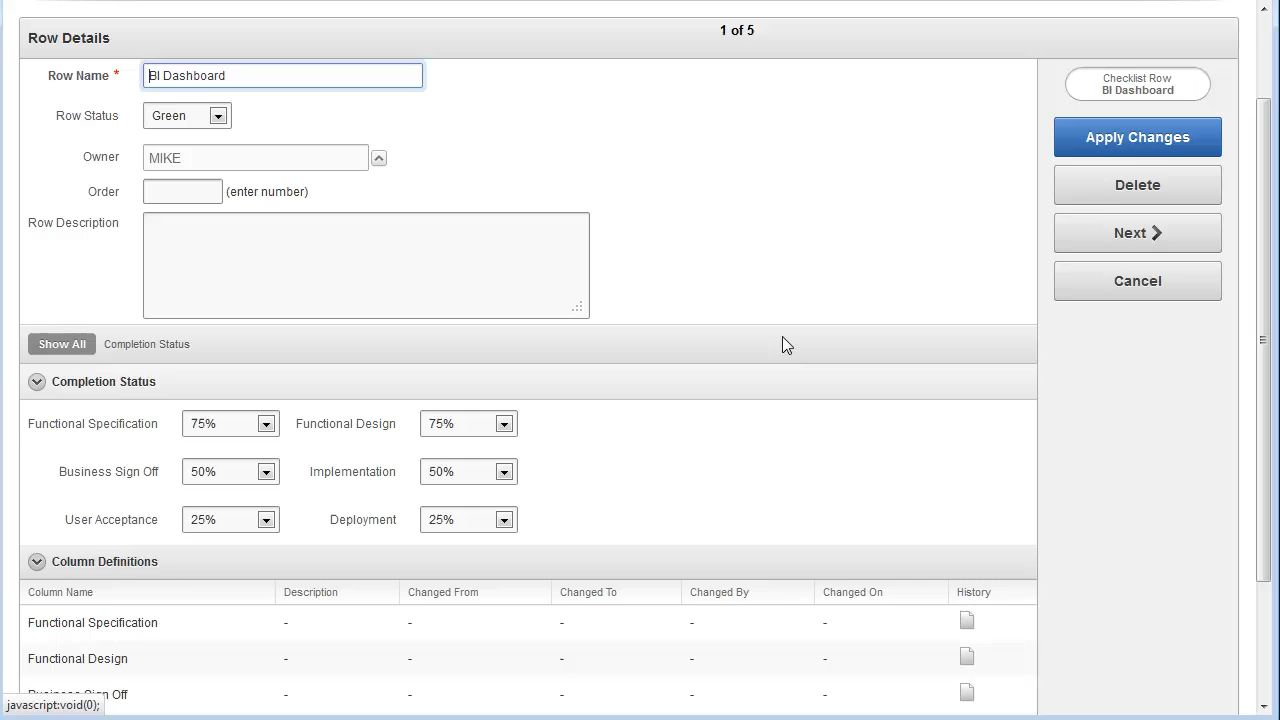 1 of 5
Row Details
Row Name * BI Dashboard
Row Status Green
Owner MIKE
Order (enter number)
Row Description
Checklist Row
BI Dashboard
Apply Changes
Delete
Next
Cancel
Show All Completion Status
Completion Status
Functional Specification 75% Functional Design 75%
Business Sign Off 50% Implementation 50%
User Acceptance 25% Deployment 25%
Column Definitions
Column Name Description Changed From Changed To Changed By Changed On History
Functional Specification - - - - -
Functional Design - - - - -
Business Sign Off - - - - -
javascript:void(0);